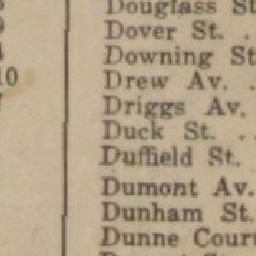 Douglass St
Dover St. .
Downing St
10
Drew Av. .
Driggs Av.
Duck St. . .
Duffield St.
Dumont Av.
Dunham St.
Dunne Cour